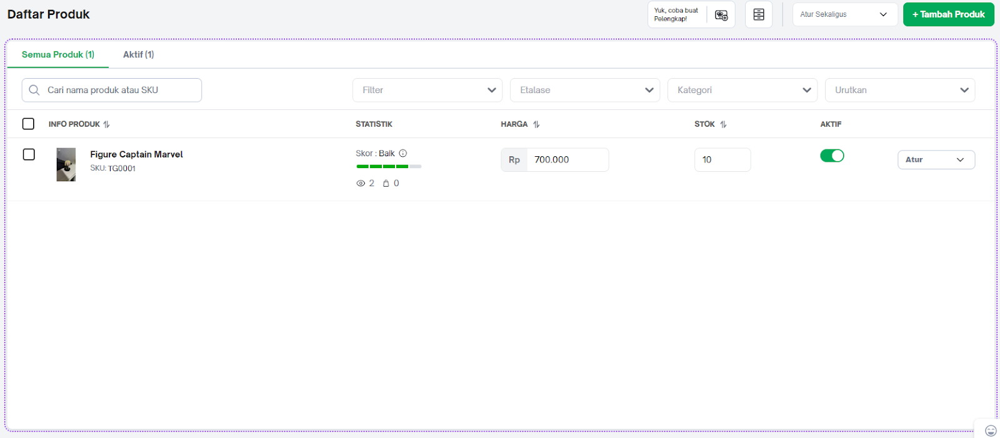 Daftar Produk
Yuk, coba buat
Pelengkap!
Atur Sekaligus
+ Tambah Produk
Semua Produk (1)
Aktif (1)
Cari nama produk atau SKU
Filter
Etalase
Kategori
Urutkan
INFO PRODUK
STATISTIK
HARGA
STOK
AKTIF
Figure Captain Marvel
SKU: TG0001
Skor : Baik
2
0
Rp
700.000
10
Atur